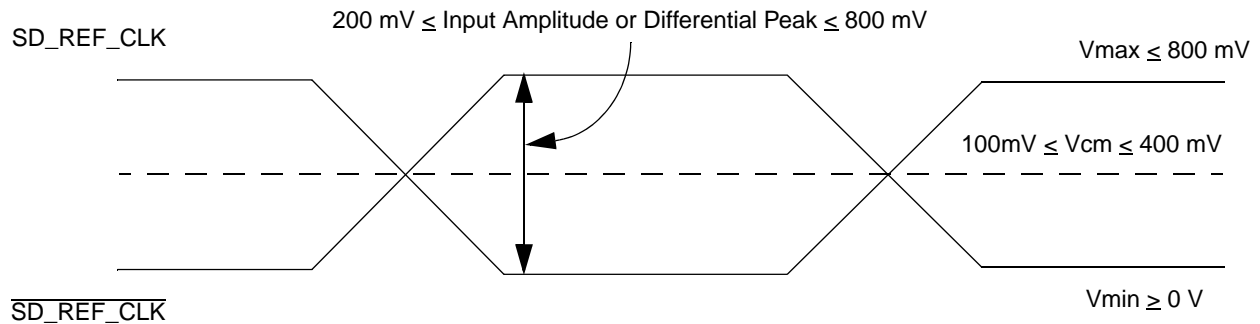 200 mV ≤ Input Amplitude or Differential Peak ≤ 800 mV
SD_REF_CLK
Vmax ≤ 800 mV
100mV ≤ Vcm ≤ 400 mV
Vmin ≥ 0 V
S̅D̅_̅R̅E̅F̅_̅C̅L̅K̅